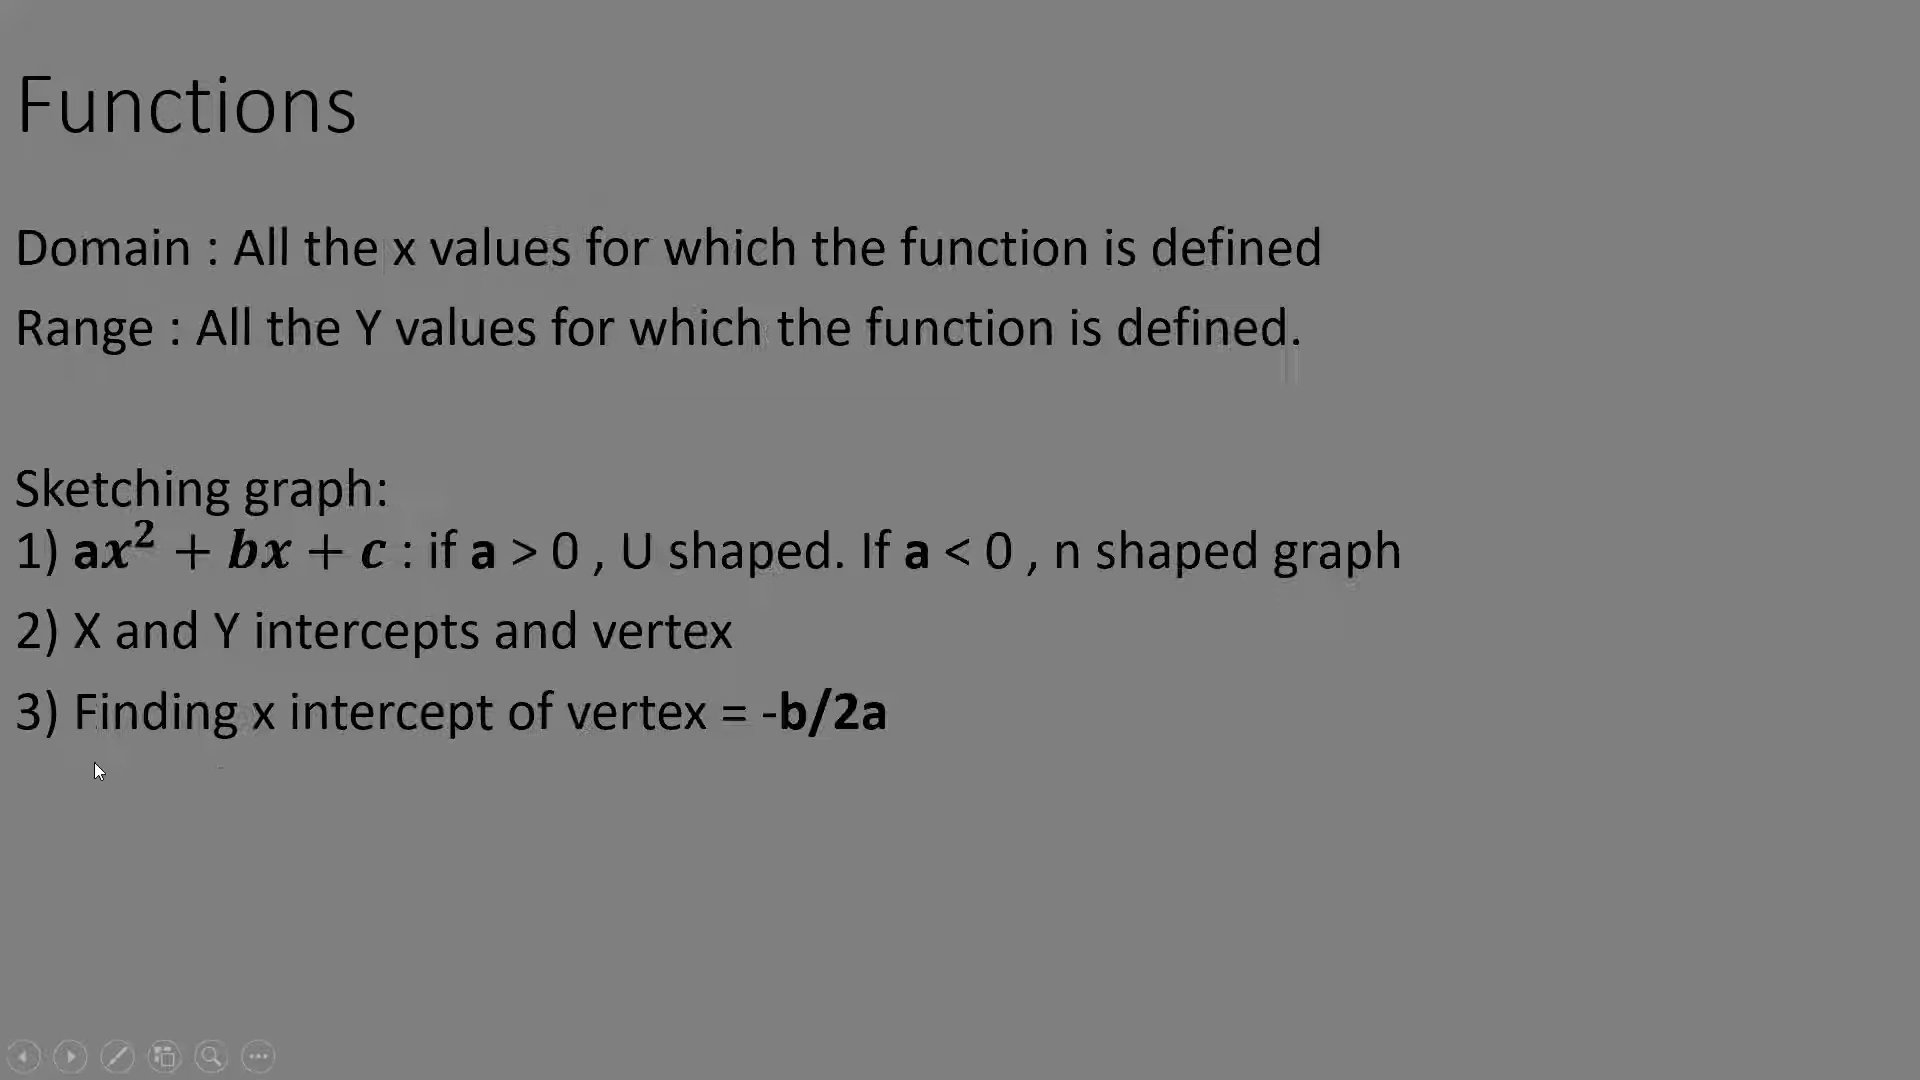 Functions
Domain : All the x values for which the function is defined
Range : All the Y values for which the function is defined.
Sketching graph:
1) ax² + bx + c : if a > 0 , U shaped. If a < 0 , n shaped graph
2) X and Y intercepts and vertex
3) Finding x intercept of vertex = -b/2a